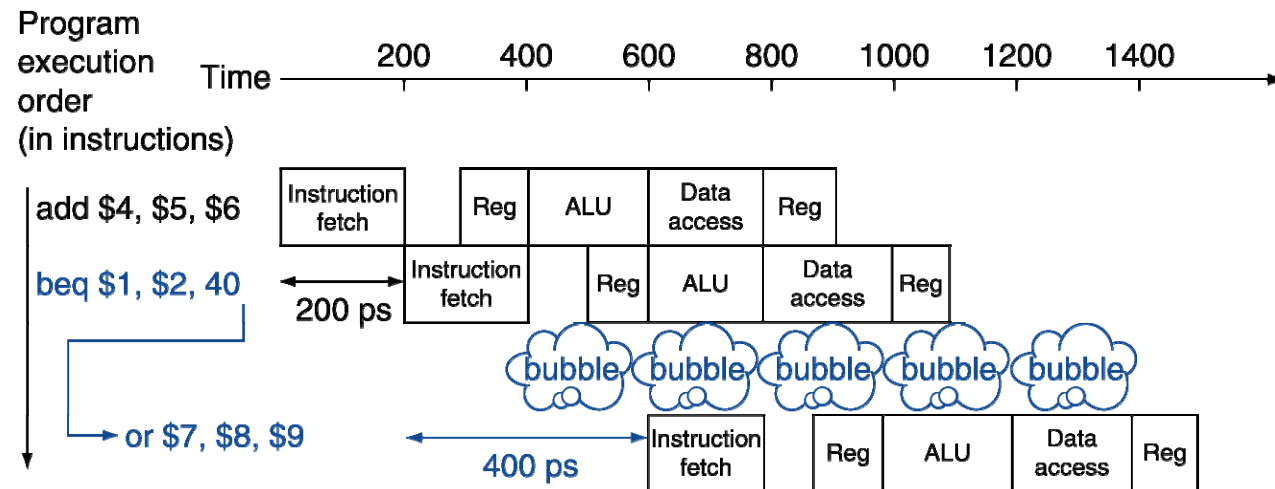 Program
execution
order
(in instructions)
Time
200 400 600 800 1000 1200 1400
add $4, $5, $6
Instruction
fetch
Reg
ALU
Data
access
Reg
beq $1, $2, 40
200 ps
Instruction
fetch
Reg
ALU
Data
access
Reg
bubble bubble bubble bubble bubble
or $7, $8, $9
400 ps
Instruction
fetch
Reg
ALU
Data
access
Reg